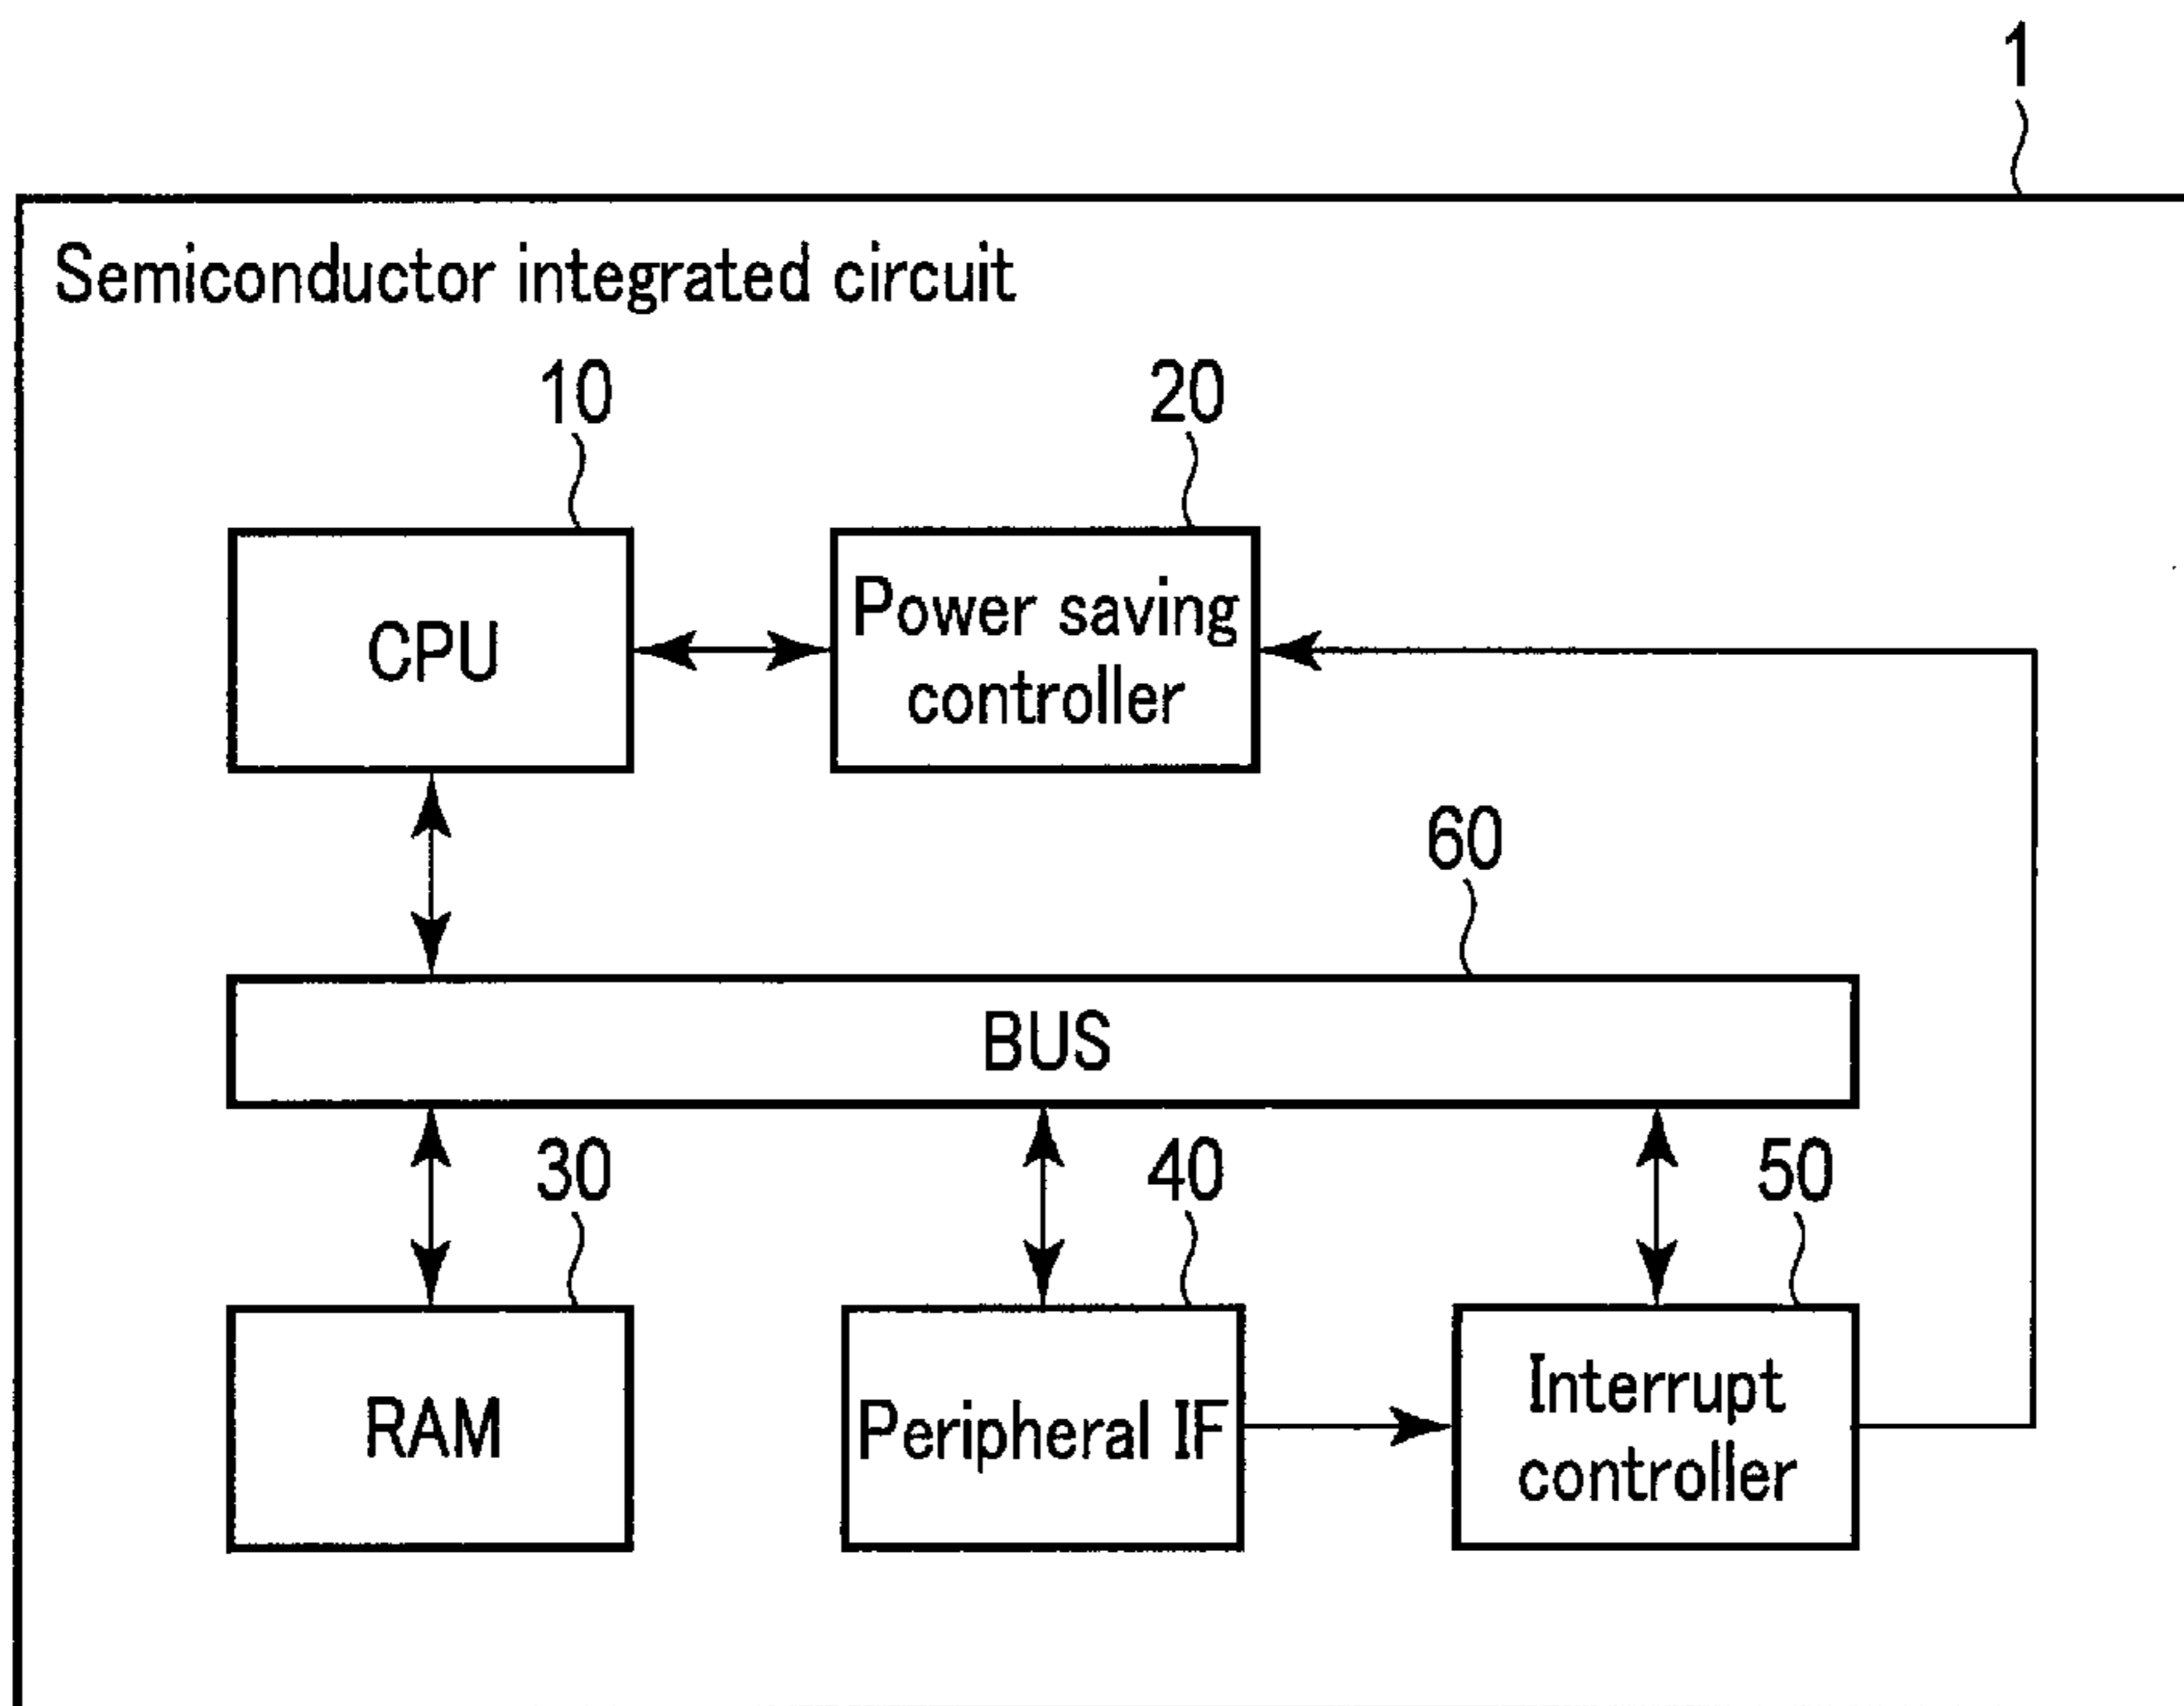 1
Semiconductor integrated circuit
10
20
CPU
Power saving
controller
60
BUS
30
40
50
RAM
Peripheral IF
Interrupt
controller